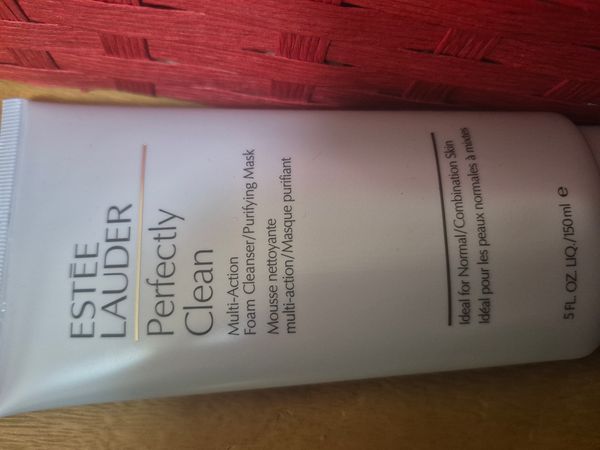 ESTĒE
LAUDER
Perfectly
Clean
Multi-Action
Foam Cleanser/Purifying Mask
Mousse nettoyante
multi-action/Masque purifiant
Ideal for Normal/Combination Skin
Idéal pour les peaux normales à mixtes
5 FL. OZ. LIQ./150ml ℮